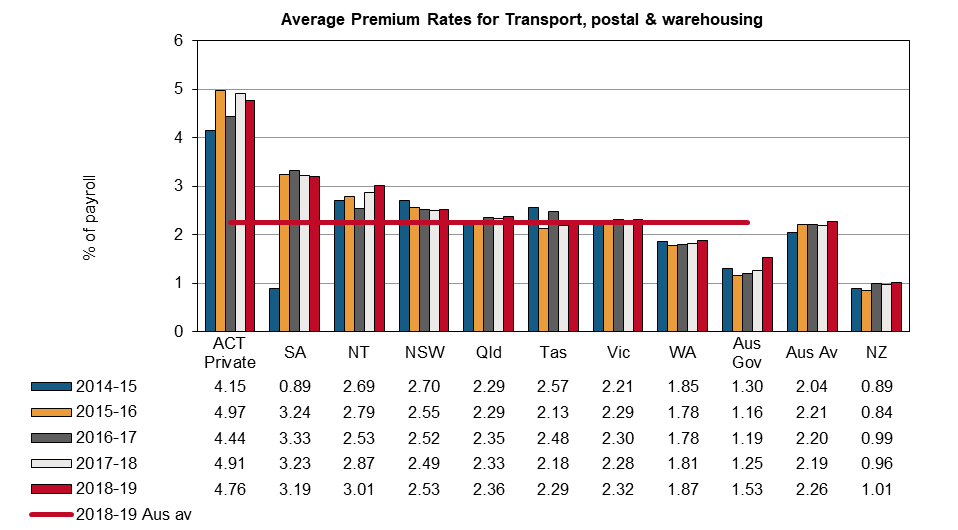 Average Premium Rates for Transport, postal & warehousing
% of payroll
6
5
4
3
2
1
0
ACT Private SA NT NSW Qld Tas Vic WA Aus Gov Aus Av NZ
2014-15 4.15 0.89 2.69 2.70 2.29 2.57 2.21 1.85 1.30 2.04 0.89
2015-16 4.97 3.24 2.79 2.55 2.29 2.13 2.29 1.78 1.16 2.21 0.84
2016-17 4.44 3.33 2.53 2.52 2.35 2.48 2.30 1.78 1.19 2.20 0.99
2017-18 4.91 3.23 2.87 2.49 2.33 2.18 2.28 1.81 1.25 2.19 0.96
2018-19 4.76 3.19 3.01 2.53 2.36 2.29 2.32 1.87 1.53 2.26 1.01
2018-19 Aus av